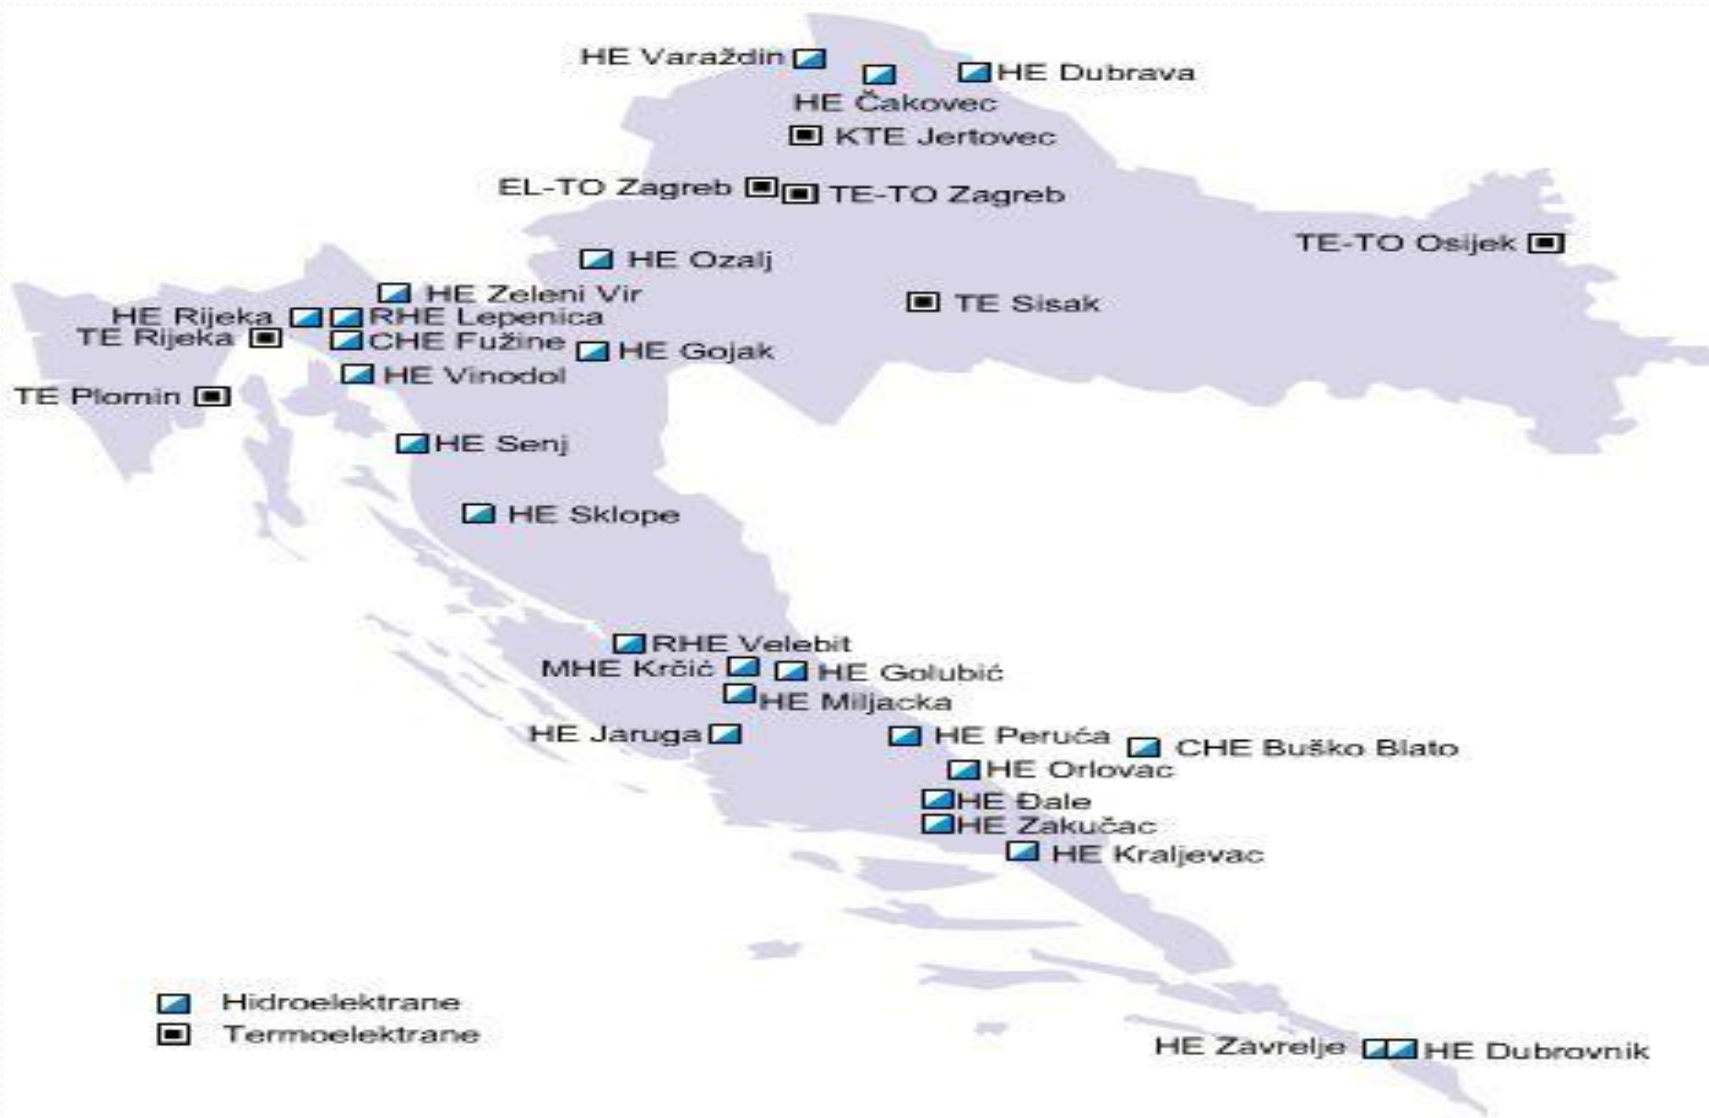 HE Varaždin
HE Dubrava
HE Čakovec
KTE Jertovec
EL-TO Zagreb
TE-TO Zagreb
TE-TO Osijek
HE Ozalj
HE Zeleni Vir
TE Sisak
HE Rijeka
RHE Lepenica
TE Rijeka
CHE Fužine
HE Gojak
HE Vinodol
TE Plomin
HE Senj
HE Sklope
RHE Velebit
MHE Krčić
HE Golubić
HE Miljacka
HE Jaruga
HE Peruća
CHE Buško Blato
HE Orlovac
HE Đale
HE Zakučac
HE Kraljevac
Hidroelektrane
Termoelektrane
HE Zavrelje
HE Dubrovnik